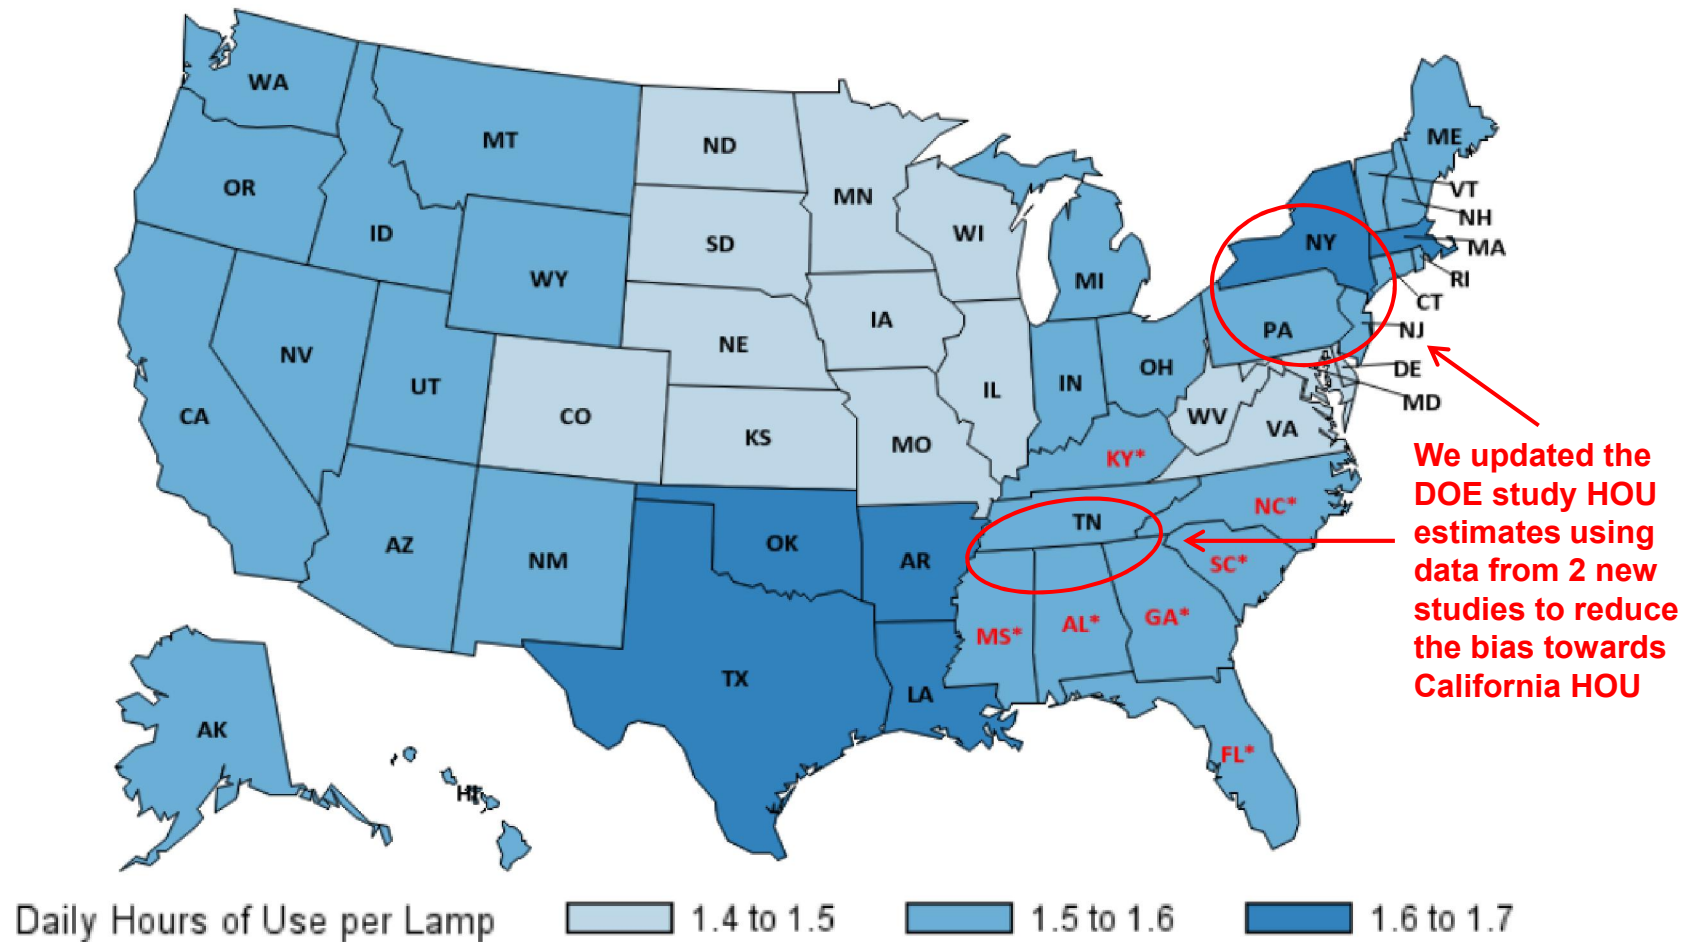 WA
MT
ND
MN
ME
OR
ID
SD
WI
VT
NH
NY
MA
WY
MI
RI
CT
IA
PA
NJ
NE
NV
UT
OH
DE
IN
IL
MD
CA
CO
KS
MO
WV
VA
KY*
NC*
TN
AZ
NM
OK
AR
SC*
MS*
AL*
GA*
TX
LA
FL*
AK
HI
We updated the
DOE study HOU
estimates using
data from 2 new
studies to reduce
the bias towards
California HOU
Daily Hours of Use per Lamp
1.4 to 1.5
1.5 to 1.6
1.6 to 1.7